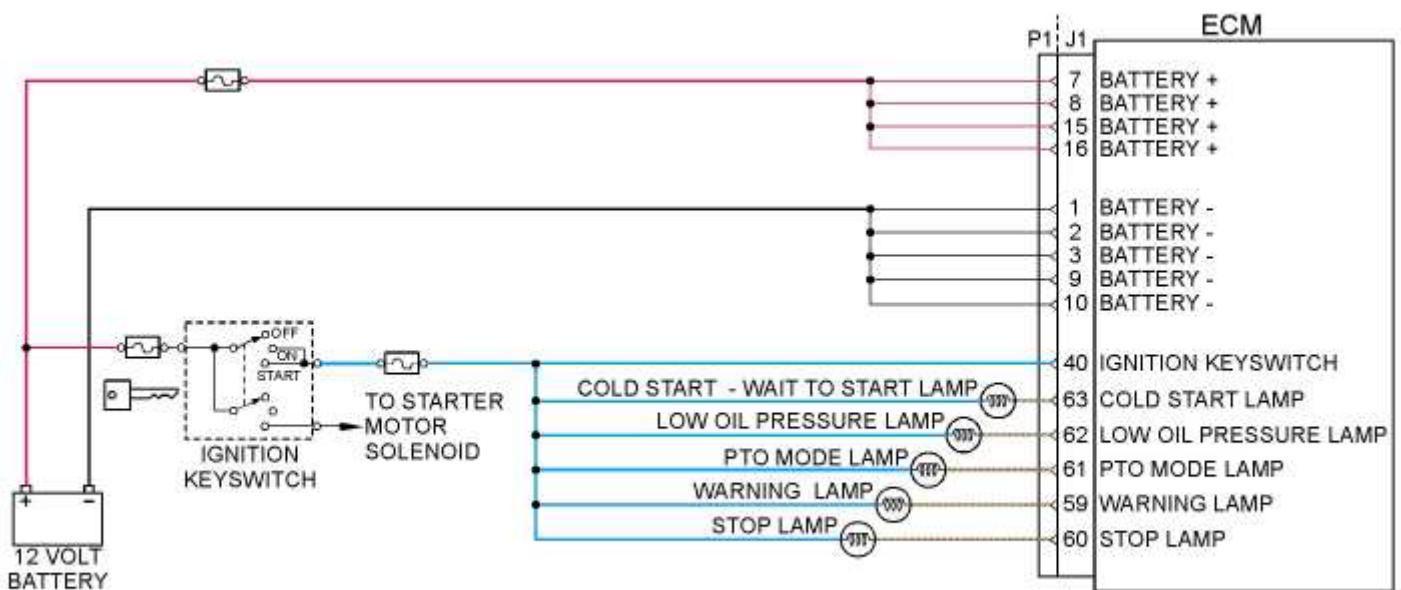 ECM
P1 J1
7 BATTERY +
8 BATTERY +
15 BATTERY +
16 BATTERY +
1 BATTERY -
2 BATTERY -
3 BATTERY -
9 BATTERY -
10 BATTERY -
OFF
ON
START
40 IGNITION KEYSWITCH
COLD START - WAIT TO START LAMP
63 COLD START LAMP
TO STARTER
MOTOR
SOLENOID
LOW OIL PRESSURE LAMP
62 LOW OIL PRESSURE LAMP
IGNITION
KEYSWITCH
PTO MODE LAMP
61 PTO MODE LAMP
WARNING LAMP
59 WARNING LAMP
STOP LAMP
60 STOP LAMP
+ -
12 VOLT
BATTERY